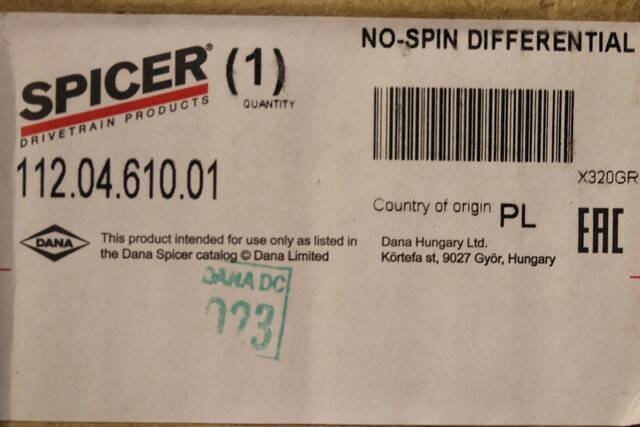 SPICER®
DRIVETRAIN PRODUCTS
(1)
QUANTITY
NO-SPIN DIFFERENTIAL
112.04.610.01
X320GR
Country of origin: PL
EAC
DANA
This product intended for use only as listed in
the Dana Spicer catalog © Dana Limited
Dana Hungary Ltd.
Körtefa st, 9027 Györ, Hungary
DANA DC